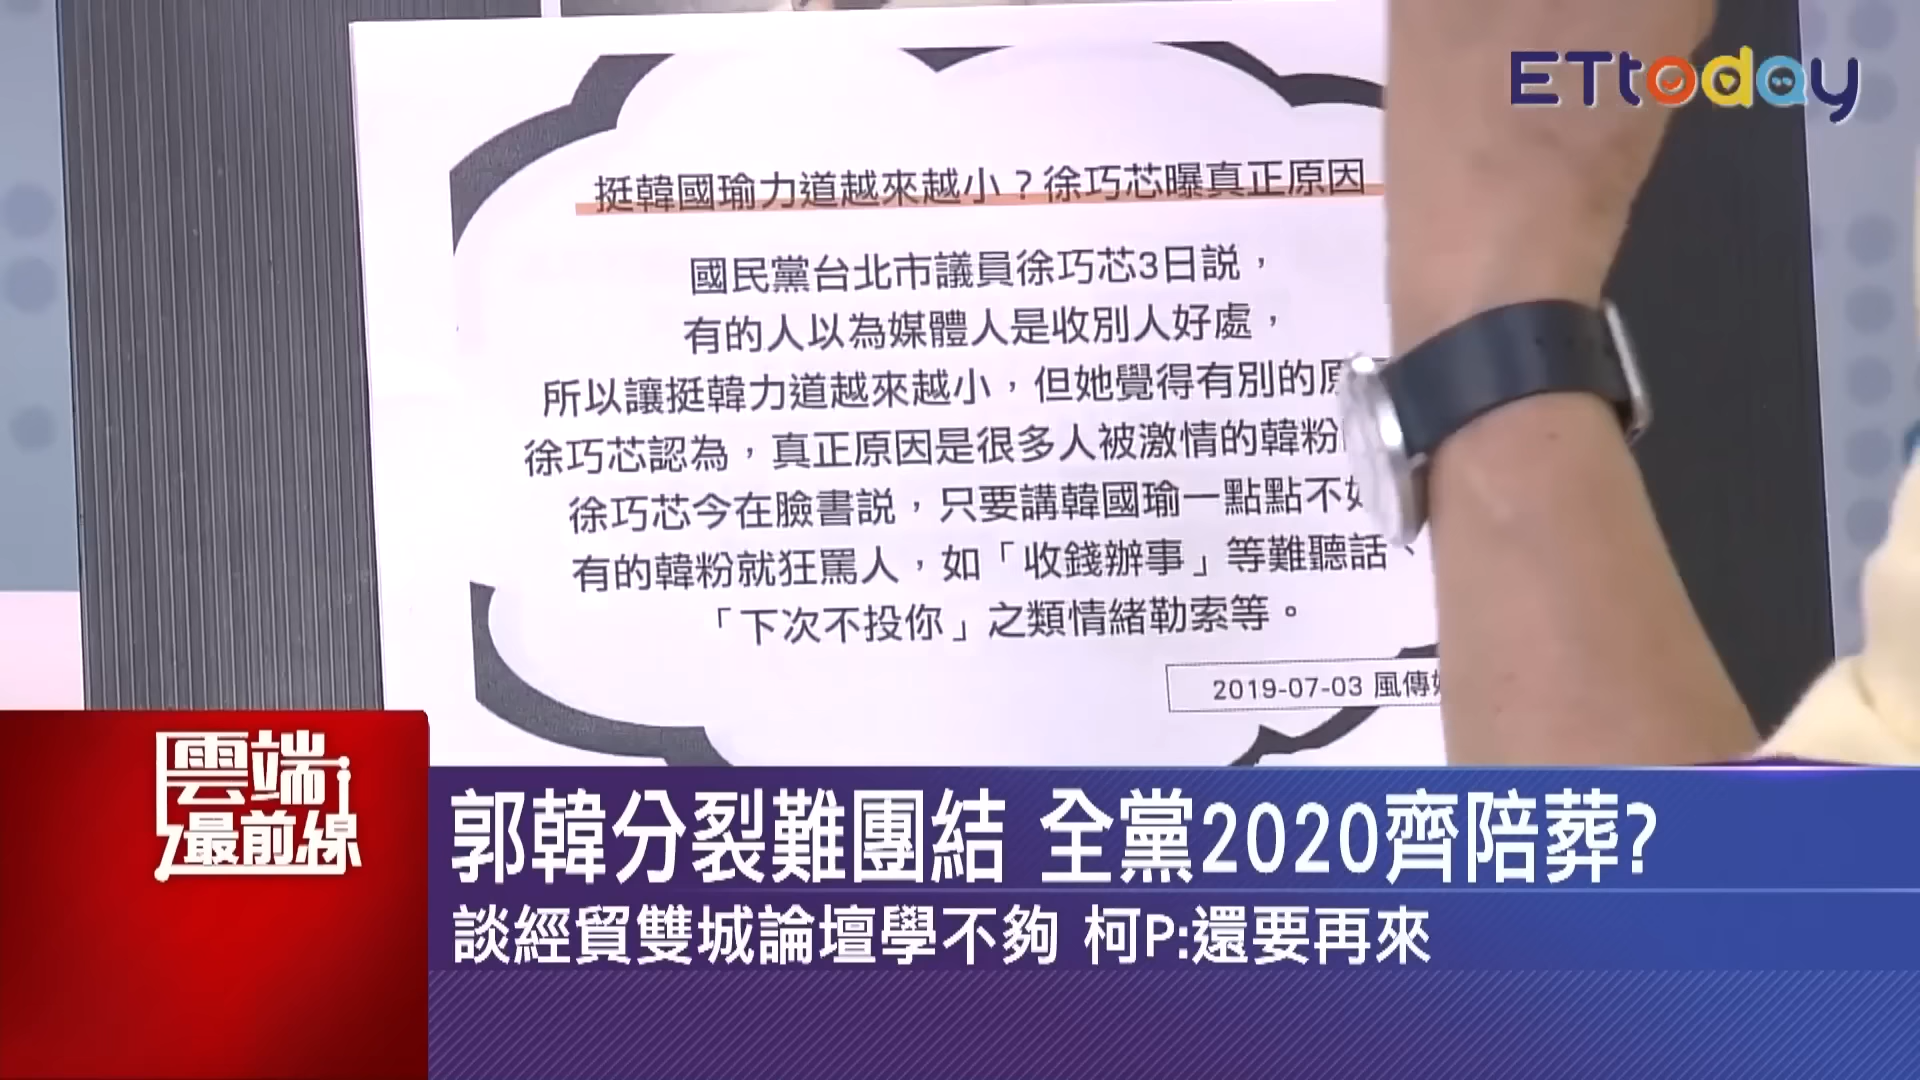 ETtoday
挺韓國瑜力道越來越小？徐巧芯曝真正原因
國民黨台北市議員徐巧芯3日説，
有的人以為媒體人是收別人好處，
所以讓挺韓力道越來越小，但她覺得有別的原
徐巧芯認為，真正原因是很多人被激情的韓粉
徐巧芯今在臉書説，只要講韓國瑜一點點不
有的韓粉就狂罵人，如「收錢辦事」等難聽話、
「下次不投你」之類情緒勒索等。
2019-07-03 風傳
雲端最前線
郭韓分裂難團結 全黨2020齊陪葬?
談經貿雙城論壇學不夠 柯P:還要再來